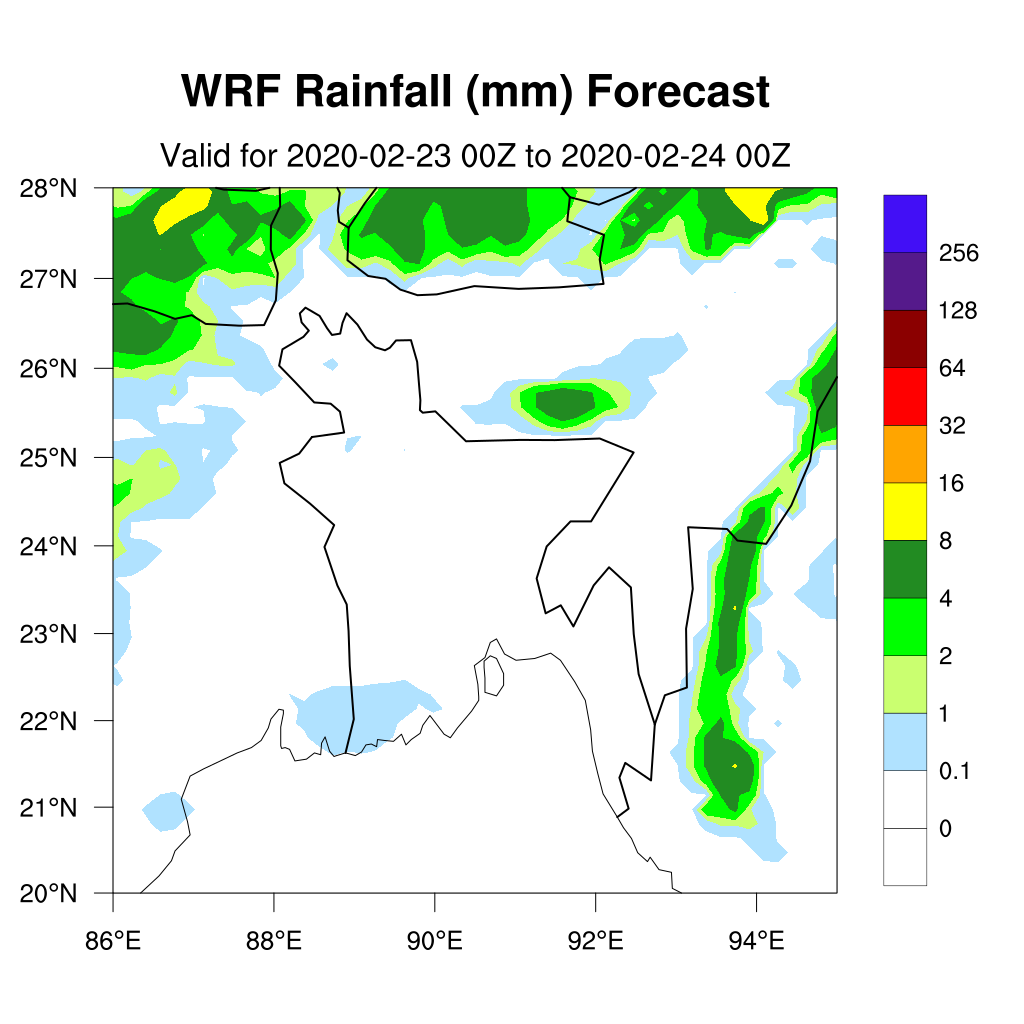 WRF Rainfall (mm) Forecast
Valid for 2020-02-23 00Z to 2020-02-24 00Z
28°N
27°N
26°N
25°N
24°N
23°N
22°N
21°N
20°N
86°E
88°E
90°E
92°E
94°E
256
128
64
32
16
8
4
2
1
0.1
0